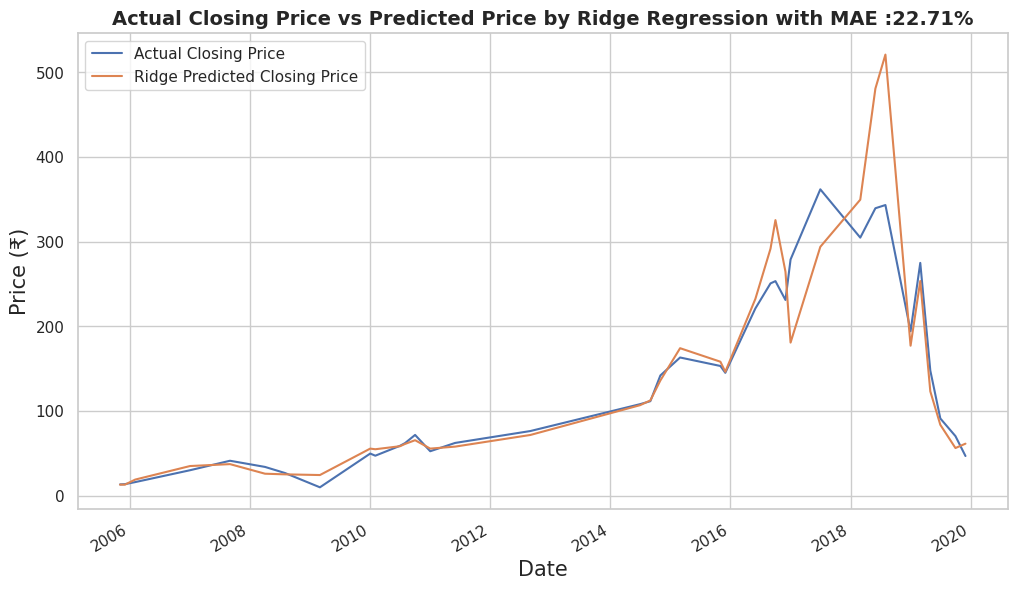 Actual Closing Price vs Predicted Price by Ridge Regression with MAE :22.71%
Actual Closing Price
Ridge Predicted Closing Price
500
400
300
200
100
0
Price (₹)
2006
2008
2010
2012
2014
2016
2018
2020
Date